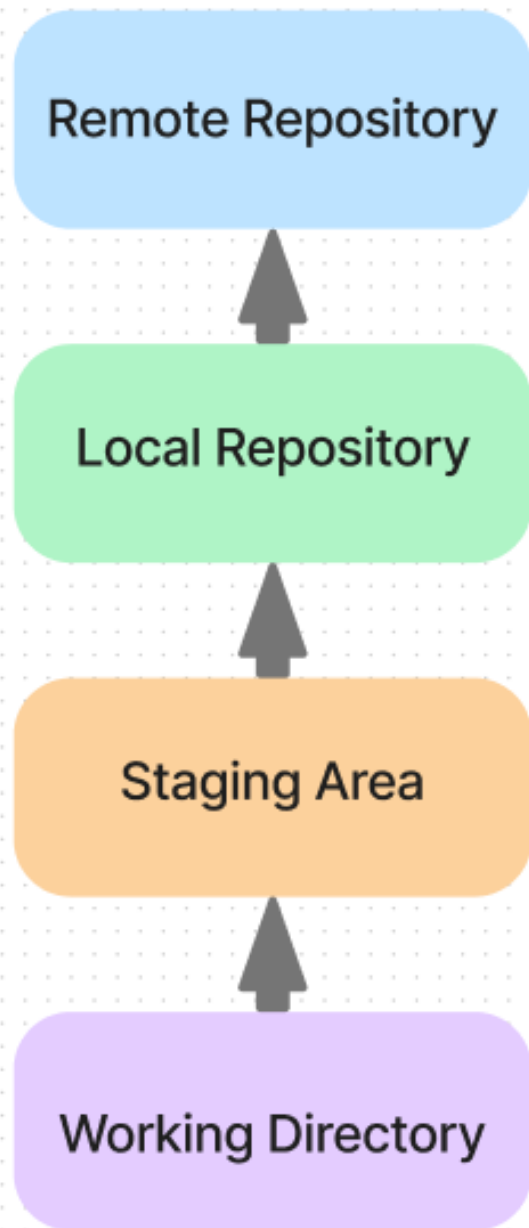 Remote Repository
Local Repository
Staging Area
Working Directory